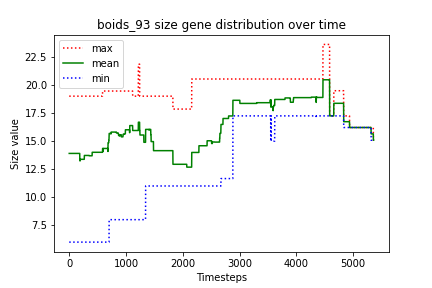 boids_93 size gene distribution over time
max
mean
min
Size value
22.5
20.0
17.5
15.0
12.5
10.0
7.5
0
1000
2000
3000
4000
5000
Timesteps